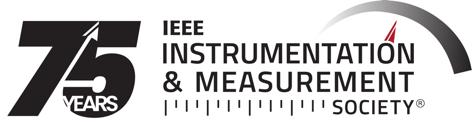 75
YEARS
IEEE
INSTRUMENTATION
& MEASUREMENT
SOCIETY®